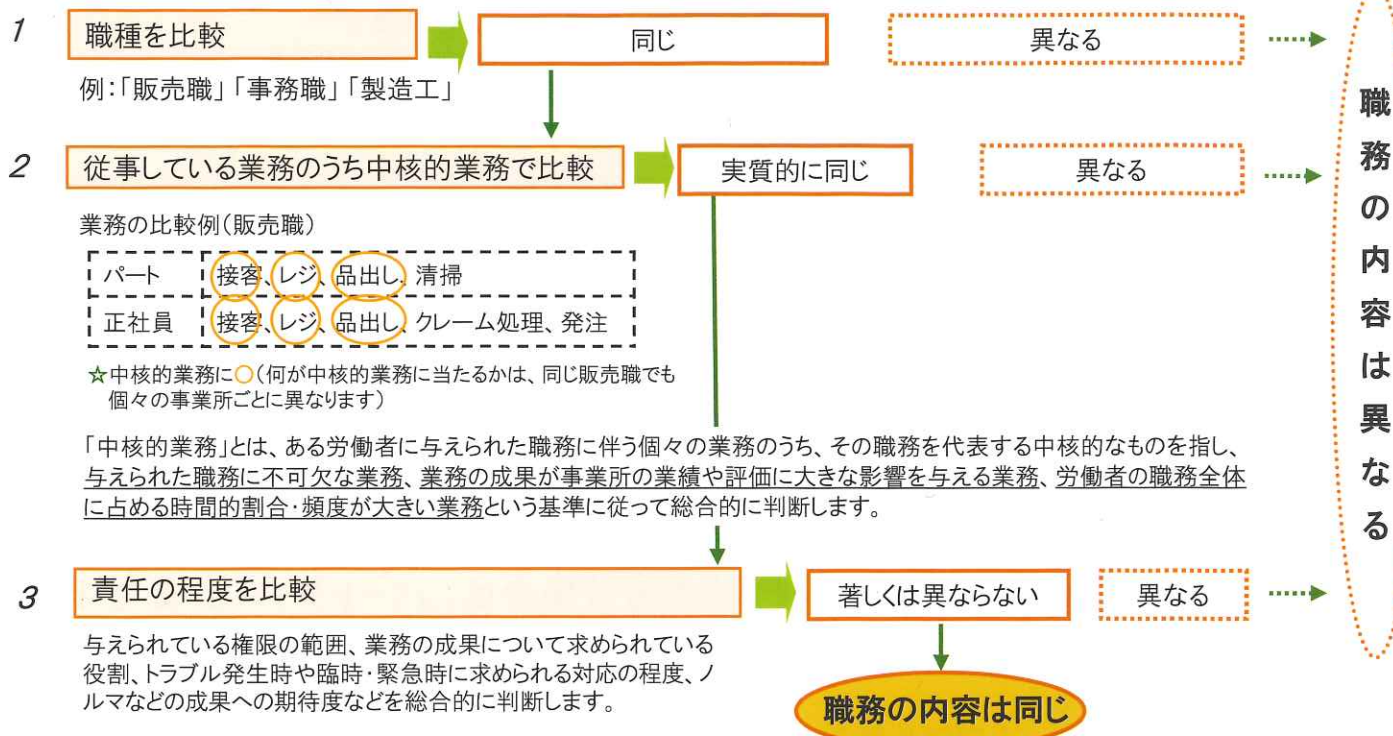 1
職種を比較
同じ
異なる
例:「販売職」「事務職」「製造工」
2
従事している業務のうち中核的業務で比較
実質的に同じ
異なる
業務の比較例(販売職)
パート 接客、レジ、品出し、清掃
正社員 接客、レジ、品出し、クレーム処理、発注
☆中核的業務に○(何が中核的業務に当たるかは、同じ販売職でも
個々の事業所ごとに異なります)
「中核的業務」とは、ある労働者に与えられた職務に伴う個々の業務のうち、その職務を代表する中核的なものを指し、
与えられた職務に不可欠な業務、業務の成果が事業所の業績や評価に大きな影響を与える業務、労働者の職務全体
に占める時間的割合・頻度が大きい業務という基準に従って総合的に判断します。
3
責任の程度を比較
著しくは異ならない
異なる
与えられている権限の範囲、業務の成果について求められている
役割、トラブル発生時や臨時・緊急時に求められる対応の程度、ノ
ルマなどの成果への期待度などを総合的に判断します。
職務の内容は同じ
職務の内容は異なる